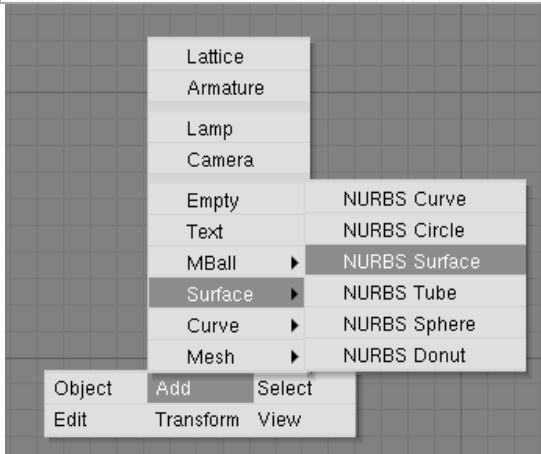 Lattice
Armature
Lamp
Camera
Empty
Text
MBall
Surface
Curve
Mesh
NURBS Curve
NURBS Circle
NURBS Surface
NURBS Tube
NURBS Sphere
NURBS Donut
Object Add Select
Edit Transform View